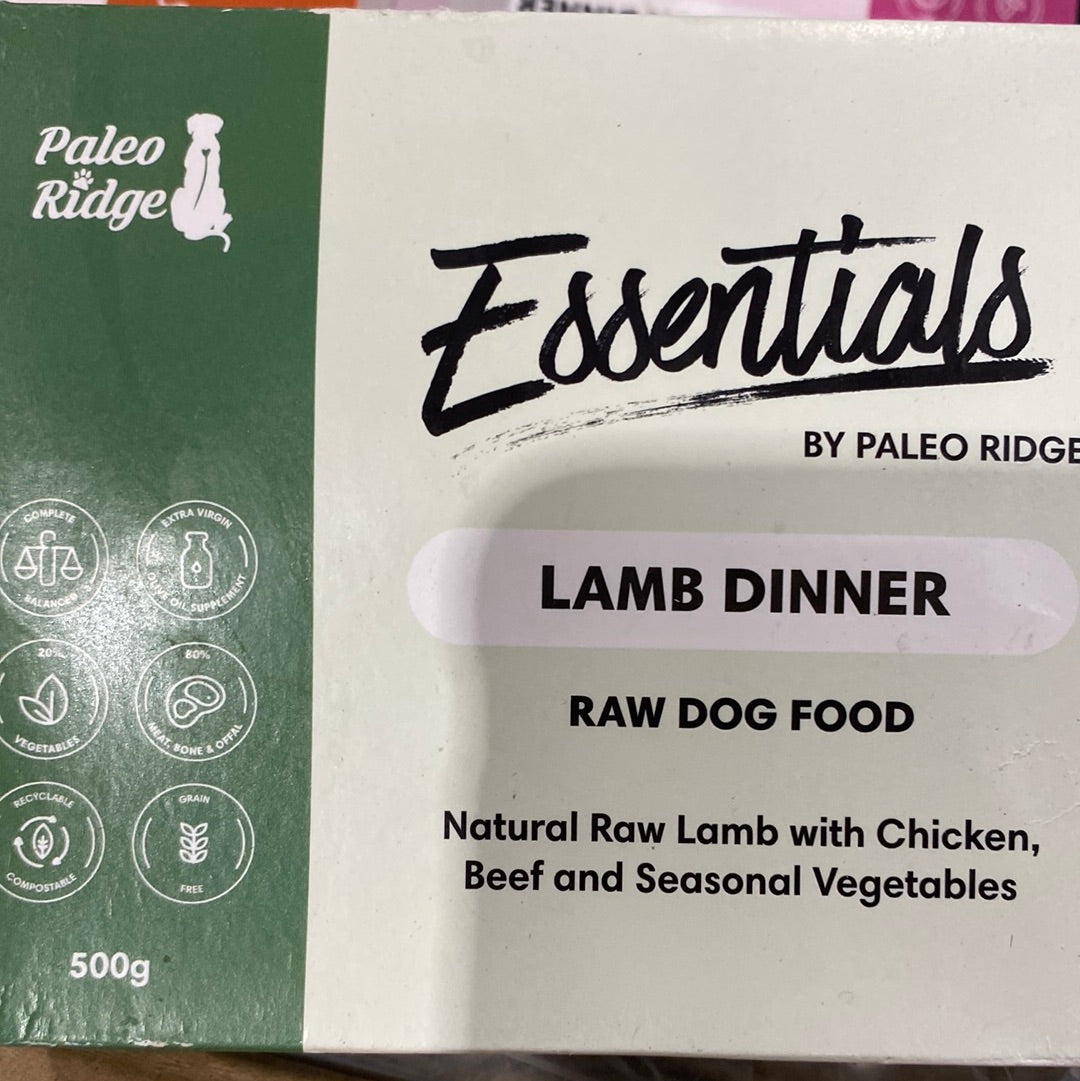 DINNER
Paleo
Ridge
Essentials
BY PALEO RIDGE
LAMB DINNER
RAW DOG FOOD
Natural Raw Lamb with Chicken,
Beef and Seasonal Vegetables
COMPLETE
BALANCED
EXTRA VIRGIN
OLIVE OIL SUPPLEMENT
20%
VEGETABLES
80%
MEAT, BONE & OFFAL
RECYCLABLE
COMPOSTABLE
GRAIN
FREE
500g